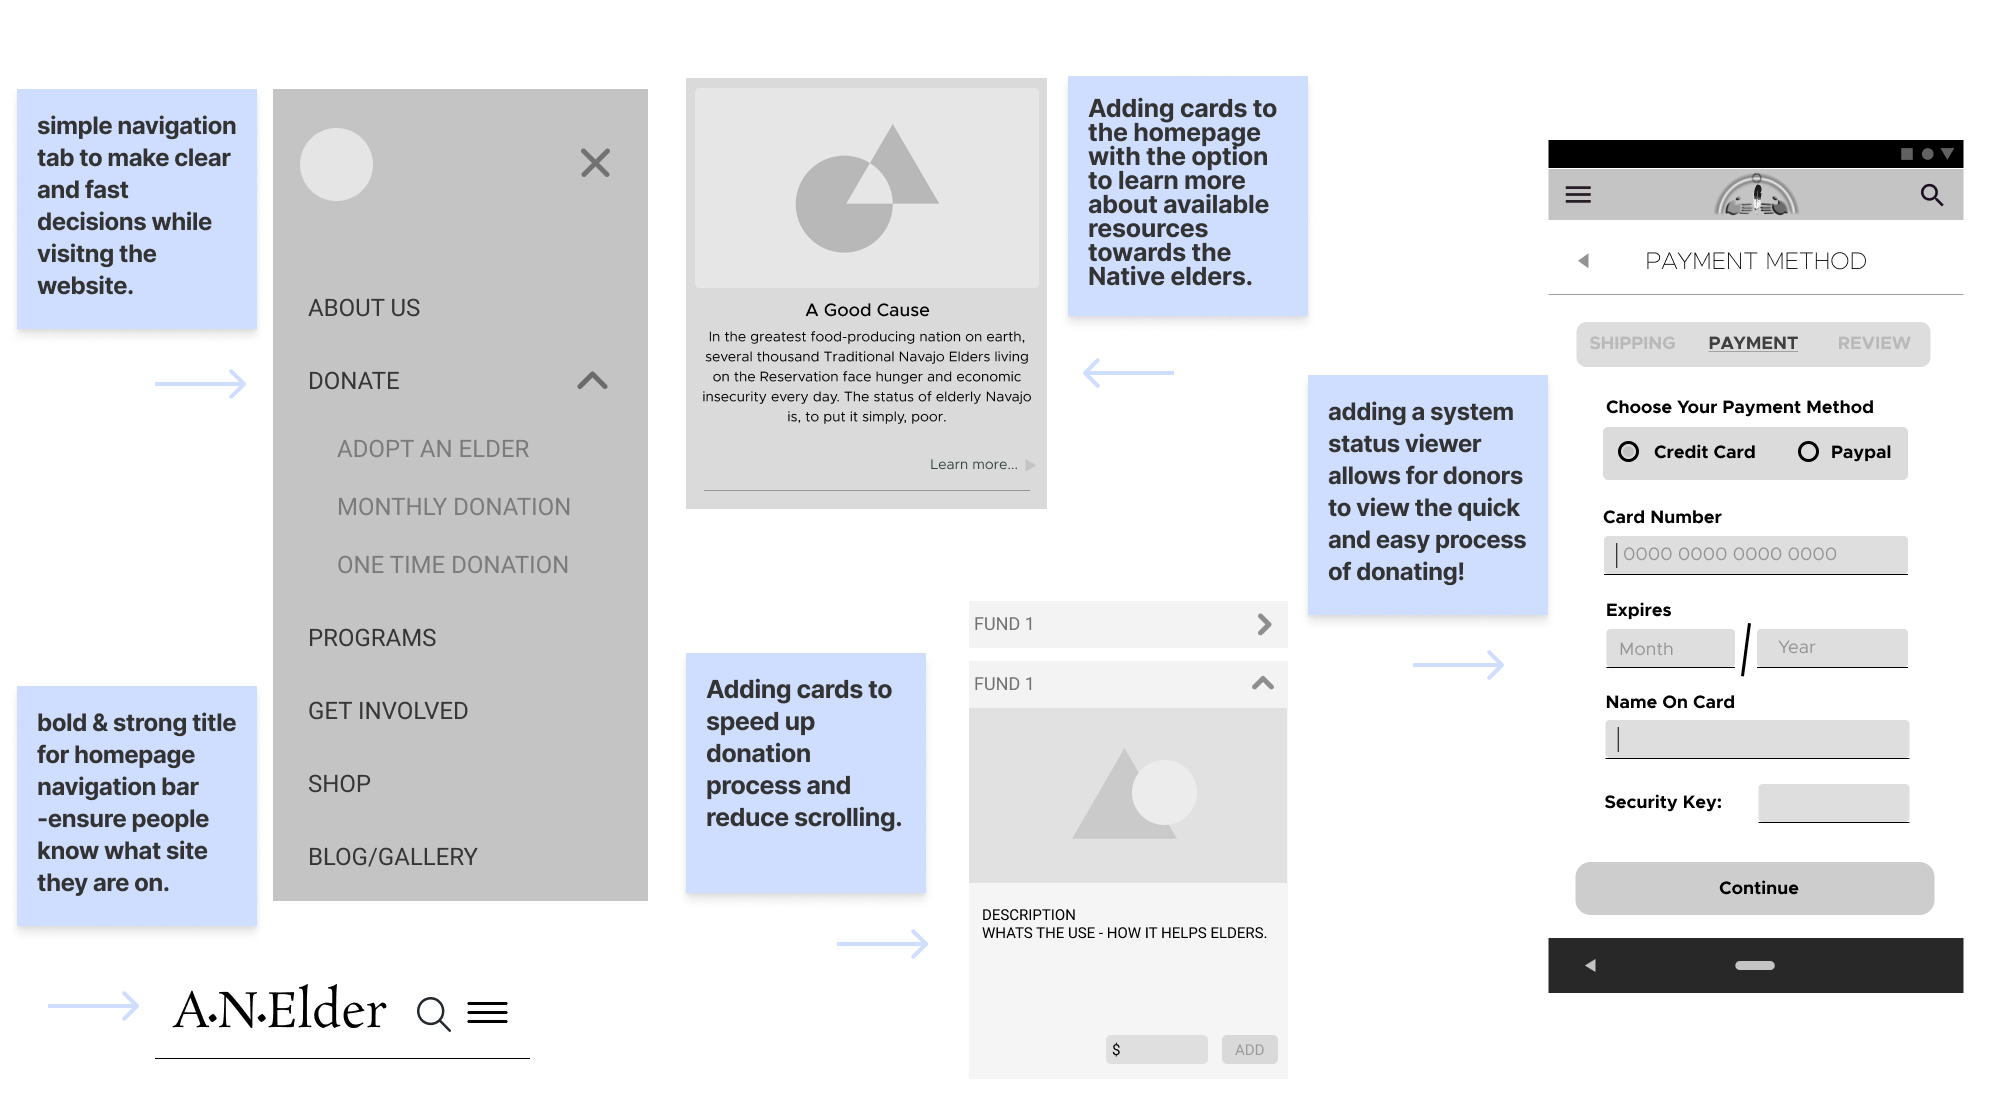 simple navigation
tab to make clear
and fast
decisions while
visitng the
website.
ABOUT US
DONATE
ADOPT AN ELDER
MONTHLY DONATION
ONE TIME DONATION
PROGRAMS
GET INVOLVED
SHOP
BLOG/GALLERY
bold & strong title
for homepage
navigation bar
-ensure people
know what site
they are on.
A.N.Elder
A Good Cause
In the greatest food-producing nation on earth,
several thousand Traditional Navajo Elders living
on the Reservation face hunger and economic
insecurity every day. The status of elderly Navajo
is, to put it simply, poor.
Learn more...
Adding cards to
the homepage
with the option
to learn more
about available
resources
towards the
Native elders.
Adding cards to
speed up
donation
process and
reduce scrolling.
FUND 1
FUND 1
DESCRIPTION
WHATS THE USE - HOW IT HELPS ELDERS.
$
ADD
adding a system
status viewer
allows for donors
to view the quick
and easy process
of donating!
PAYMENT METHOD
SHIPPING PAYMENT REVIEW
Choose Your Payment Method
Credit Card Paypal
Card Number
0000 0000 0000 0000
Expires
Month / Year
Name On Card
Security Key:
Continue